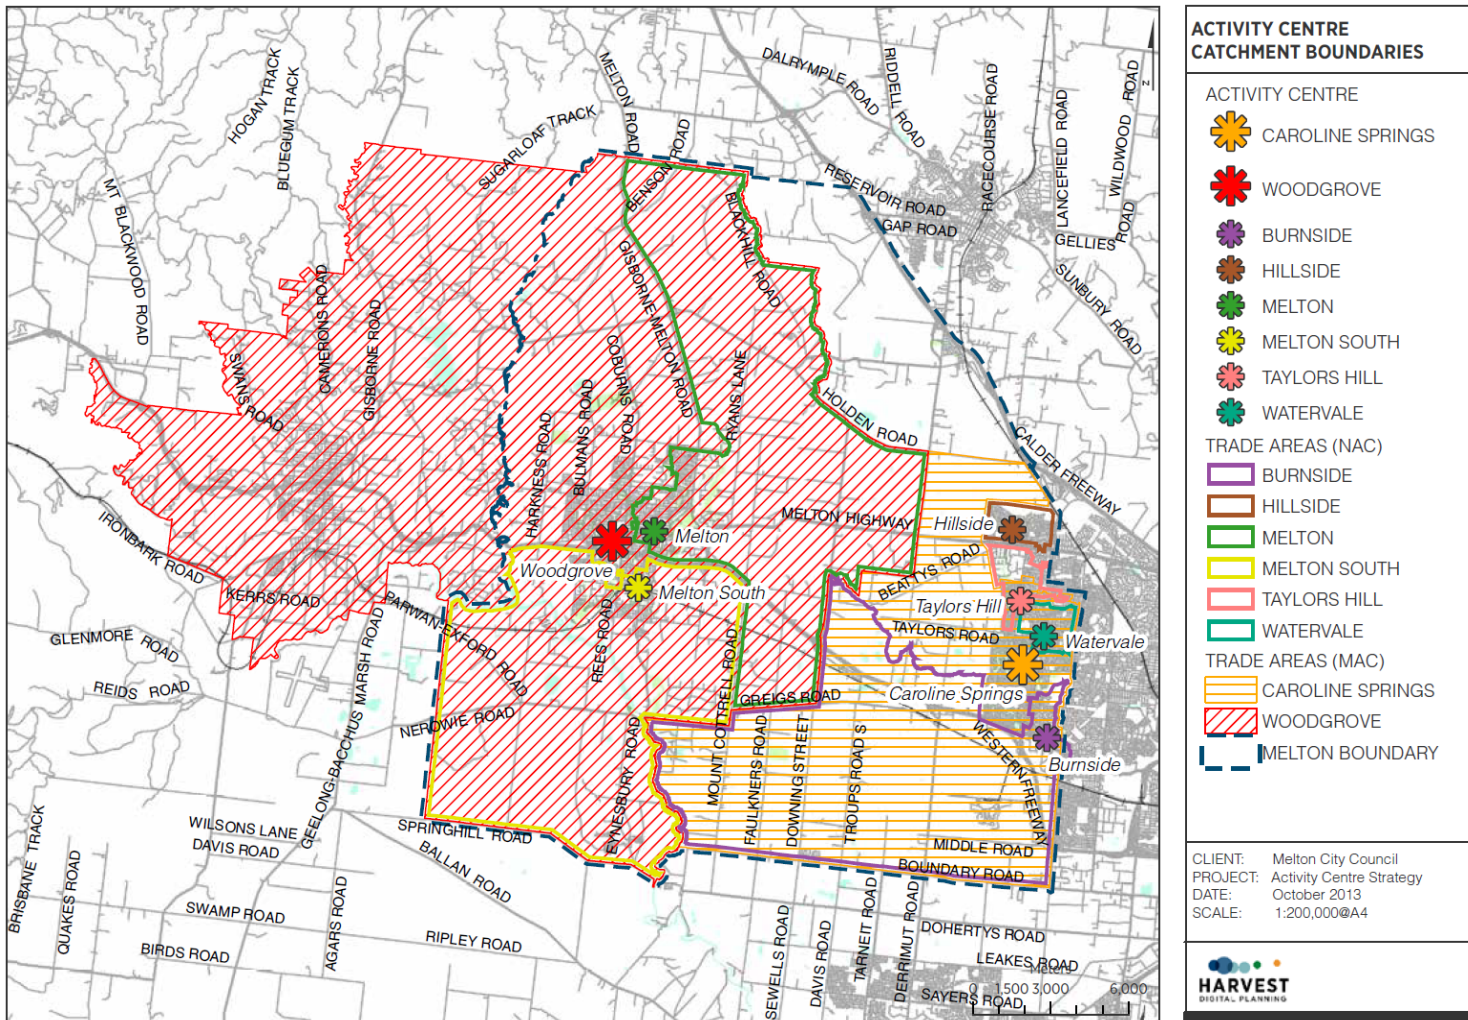 HOGAN TRACK
BLUEGUM TRACK
MT BLACKWOOD ROAD
SUGARLOAF TRACK
MELTON ROAD
BENSON ROAD
DALRYMPLE ROAD
RIDDELL ROAD
RACECOURSE ROAD
LANCEFIELD ROAD
WILDWOOD ROAD
RESERVOIR ROAD
GAP ROAD
GELLIES ROAD
SUNBURY ROAD
BLACKHILL ROAD
GISBORNE-MELTON ROAD
CAMERONS ROAD
GISBORNE ROAD
SWANS ROAD
COBURNS ROAD
BULMANS ROAD
HARKNESS ROAD
RYANS LANE
HOLDEN ROAD
CALDER FREEWAY
MELTON HIGHWAY
Hillside
Melton
Woodgrove
Melton South
BEATTYS ROAD
Taylors Hill
TAYLORS ROAD
Watervale
Caroline Springs
IRONBARK ROAD
KERRS ROAD
GLENMORE ROAD
REIDS ROAD
PARWAN-EXFORD ROAD
GEELONG-BACCHUS MARSH ROAD
NEROWIE ROAD
REES ROAD
EYNESBURY ROAD
MOUNT COTTRELL ROAD
GREIGS ROAD
FAULKNERS ROAD
DOWNING STREET
TROUPS ROAD S
WESTERN FREEWAY
Burnside
MIDDLE ROAD
BOUNDARY ROAD
WILSONS LANE
DAVIS ROAD
SPRINGHILL ROAD
BALLAN ROAD
BRISBANE TRACK
QUAKES ROAD
SWAMP ROAD
BIRDS ROAD
AGARS ROAD
RIPLEY ROAD
SEWELLS ROAD
DAVIS ROAD
TARNEIT ROAD
DERRIMUT ROAD
DOHERTYS ROAD
LEAKES ROAD
SAYERS ROAD
Meters
0 1,500 3,000 6,000
z
ACTIVITY CENTRE
CATCHMENT BOUNDARIES
ACTIVITY CENTRE
CAROLINE SPRINGS
WOODGROVE
BURNSIDE
HILLSIDE
MELTON
MELTON SOUTH
TAYLORS HILL
WATERVALE
TRADE AREAS (NAC)
BURNSIDE
HILLSIDE
MELTON
MELTON SOUTH
TAYLORS HILL
WATERVALE
TRADE AREAS (MAC)
CAROLINE SPRINGS
WOODGROVE
MELTON BOUNDARY
CLIENT: Melton City Council
PROJECT: Activity Centre Strategy
DATE: October 2013
SCALE: 1:200,000@A4
HARVEST
DIGITAL PLANNING